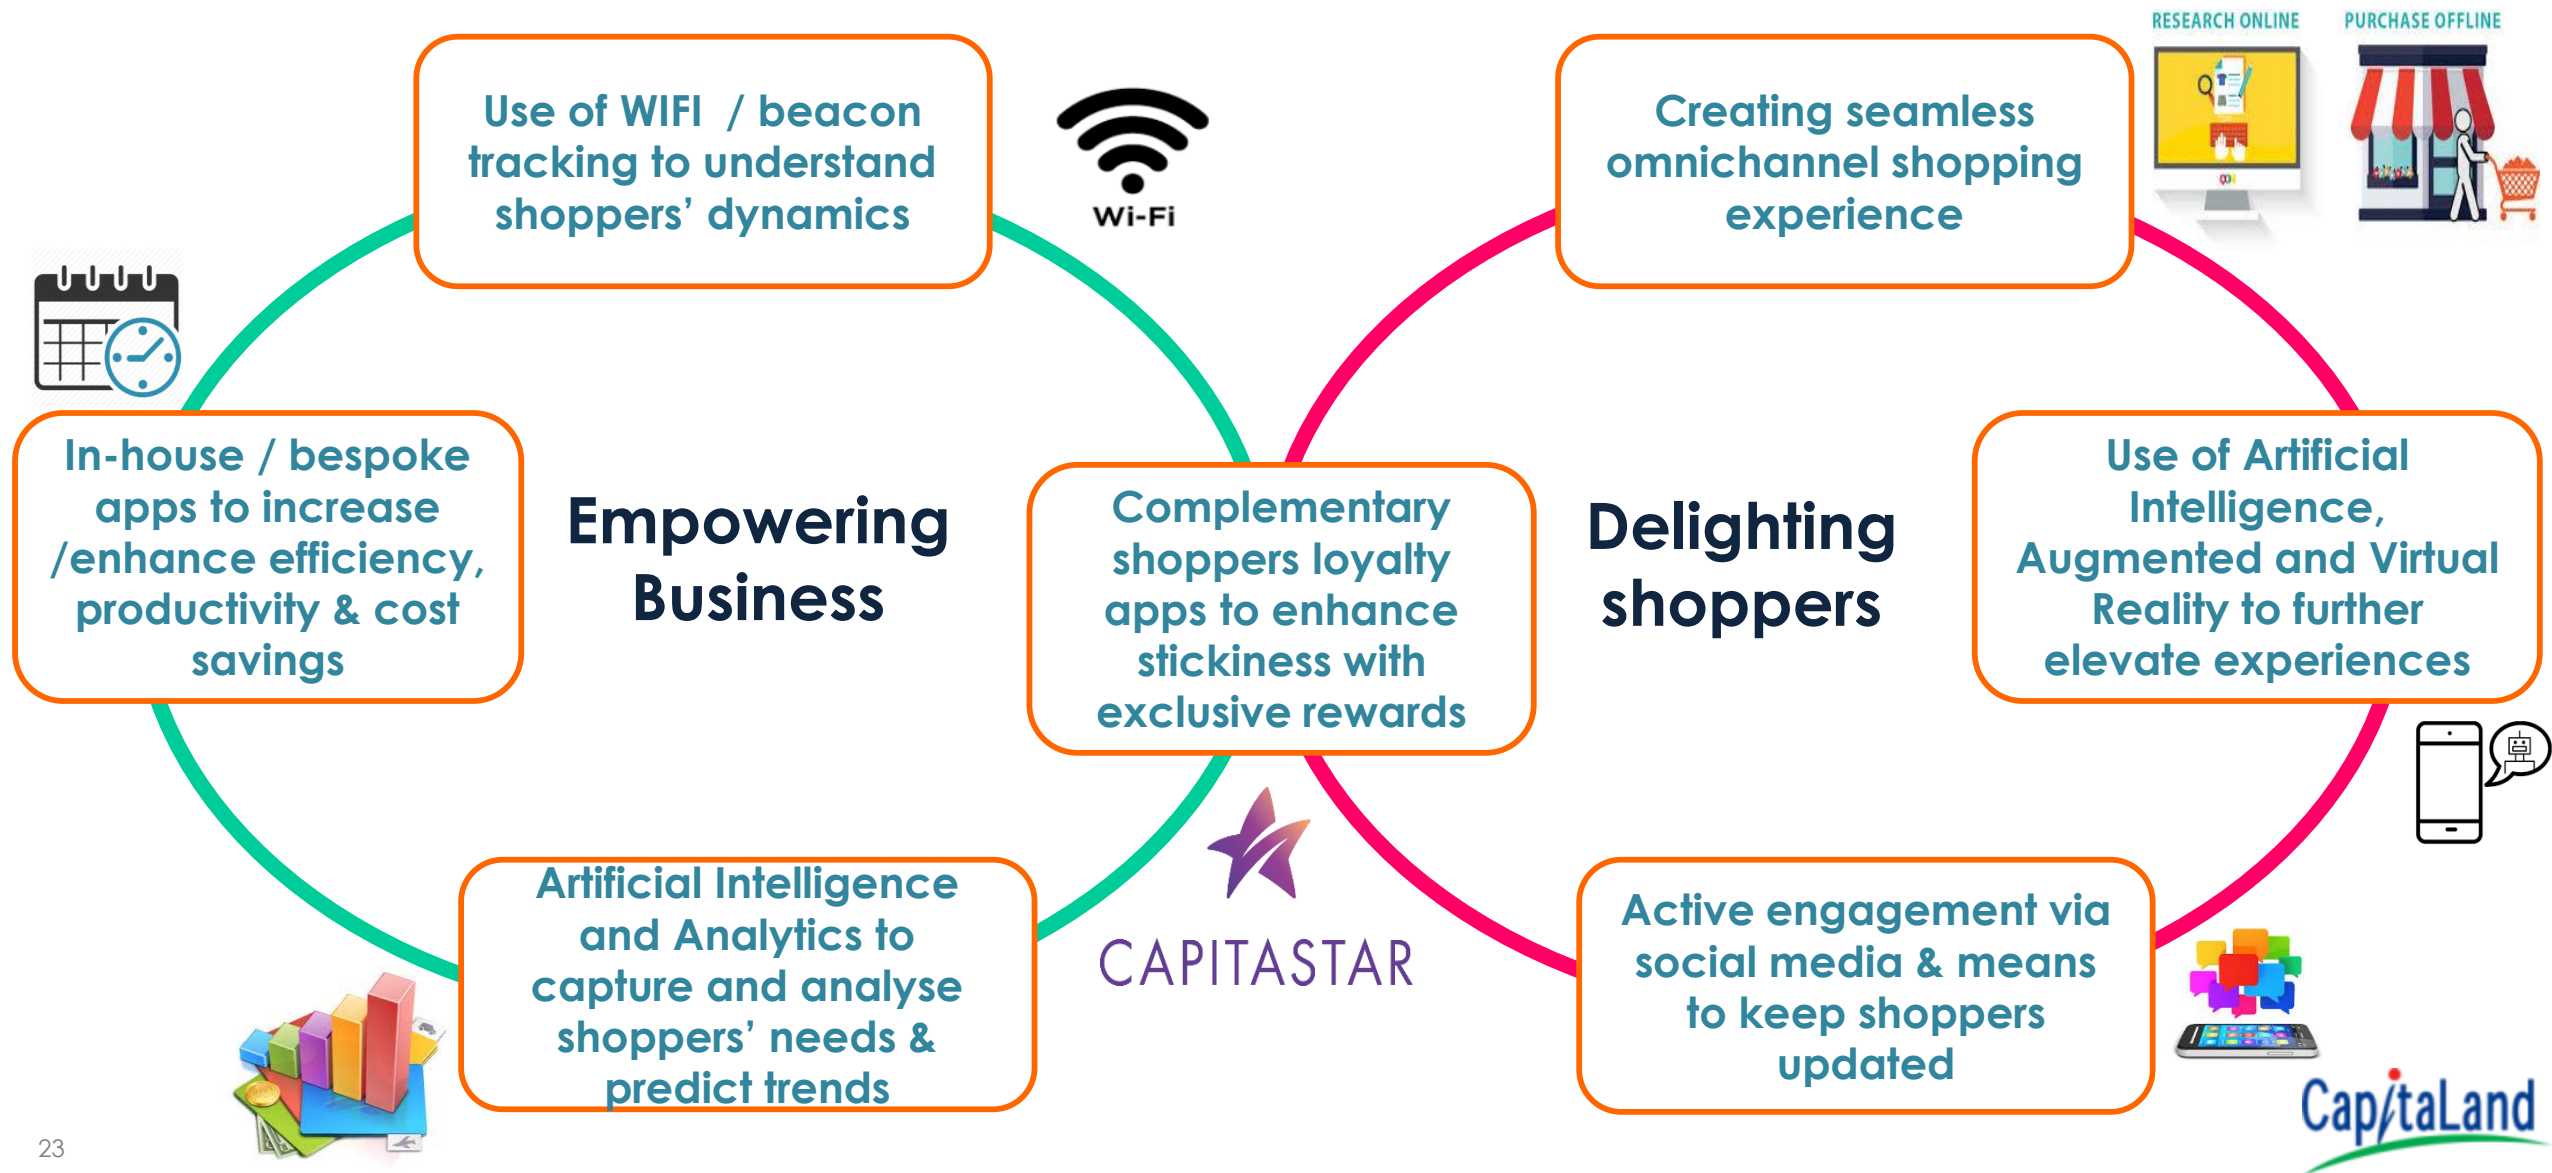 RESEARCH ONLINE
PURCHASE OFFLINE
Use of WIFI / beacon
tracking to understand
shoppers’ dynamics
Wi-Fi
Creating seamless
omnichannel shopping
experience
In-house / bespoke
apps to increase
/enhance efficiency,
productivity & cost
savings
Empowering
Business
Complementary
shoppers loyalty
apps to enhance
stickiness with
exclusive rewards
Delighting
shoppers
Use of Artificial
Intelligence,
Augmented and Virtual
Reality to further
elevate experiences
Artificial Intelligence
and Analytics to
capture and analyse
shoppers’ needs &
predict trends
CAPITASTAR
Active engagement via
social media & means
to keep shoppers
updated
CapitaLand
23